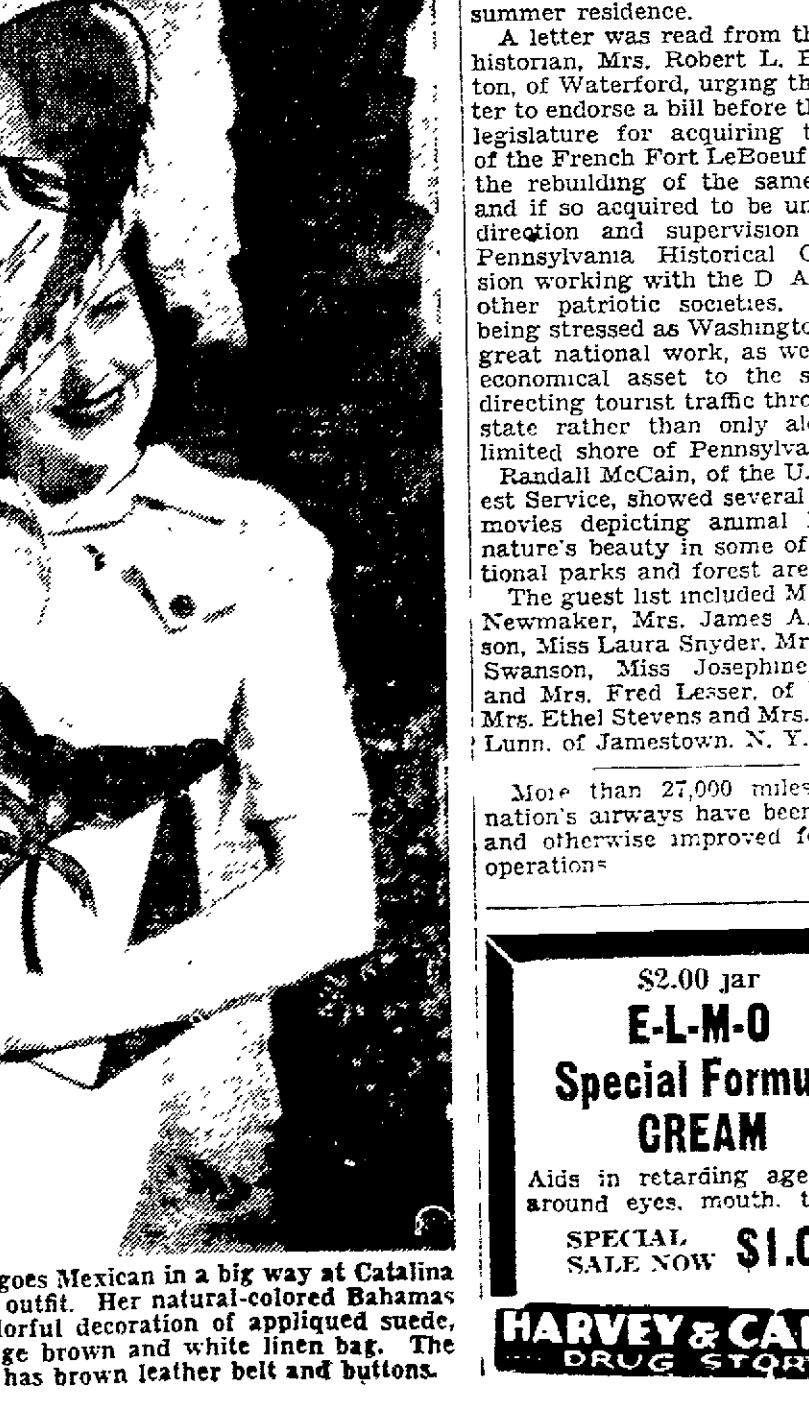 goes Mexican in a big way at Catalina
outfit. Her natural-colored Bahamas
lorful decoration of appliqued suede,
ge brown and white linen bag. The
has brown leather belt and buttons.
summer residence.
A letter was read from th
historian, Mrs. Robert L. E
ton, of Waterford, urging th
ter to endorse a bill before th
legislature for acquiring t
of the French Fort LeBoeuf
the rebuilding of the same
and if so acquired to be un
direction and supervision
Pennsylvania Historical C
sion working with the D A
other patriotic societies.
being stressed as Washingto
great national work, as we
economical asset to the s
directing tourist traffic thro
state rather than only alo
limited shore of Pennsylva
Randall McCain, of the U.
est Service, showed several
movies depicting animal
nature's beauty in some of
tional parks and forest are
The guest list included M
Newmaker, Mrs. James A.
son, Miss Laura Snyder, Mr
Swanson, Miss Josephine
and Mrs. Fred Lesser, of
Mrs. Ethel Stevens and Mrs.
Lunn, of Jamestown, N. Y.
More than 27,000 miles
nation's airways have been
and otherwise improved fo
operations
$2.00 jar
E-L-M-O
Special Formu
CREAM
Aids in retarding age
around eyes, mouth, t
SPECIAL
SALE NOW $1.0
HARVEY & CA
DRUG STOR